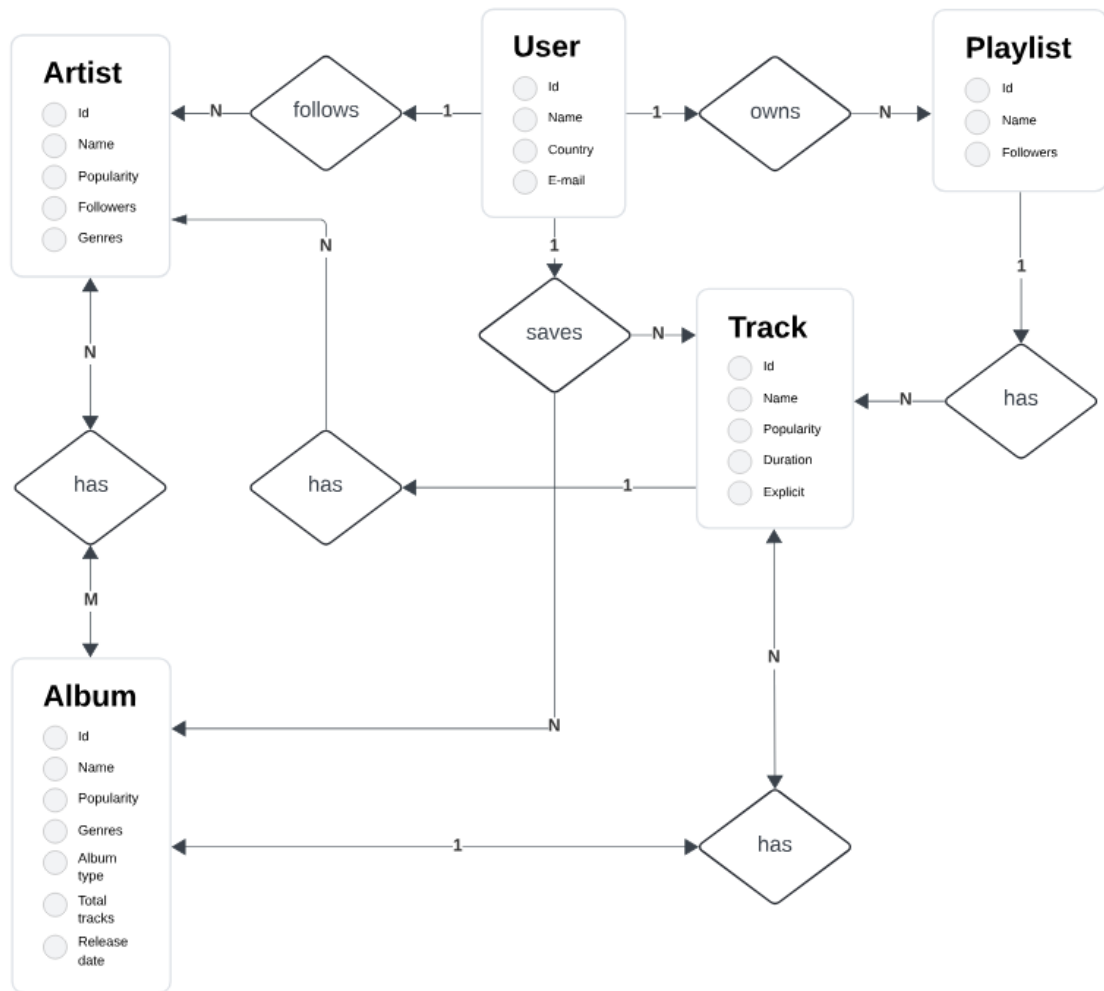 Artist
Id
Name
Popularity
Followers
Genres
N
follows
1
User
Id
Name
Country
E-mail
1
owns
N
Playlist
Id
Name
Followers
N
1
1
saves
N
Track
Id
Name
Popularity
Duration
Explicit
N
has
N
has
has
1
M
Album
Id
Name
Popularity
Genres
Album
type
Total
tracks
Release
date
N
N
1
has